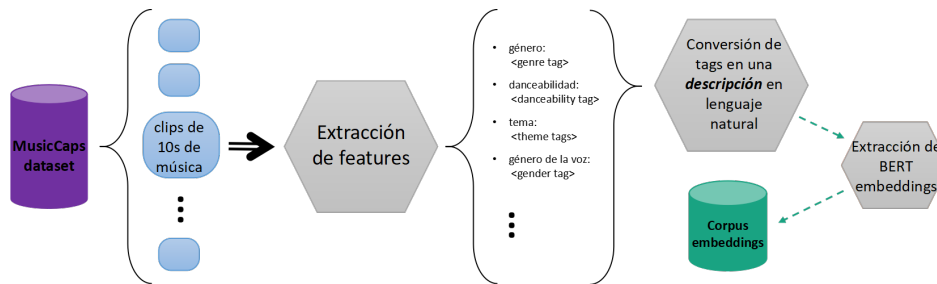 MusicCaps
dataset
clips de
10s de
música
Extracción
de features
• género:
<genre tag>
• danceabilidad:
<danceability tag>
• tema:
<theme tags>
• género de la voz:
<gender tag>
Conversión de
tags en una
descripción en
lenguaje
natural
Extracción de
BERT
embeddings
Corpus
embeddings